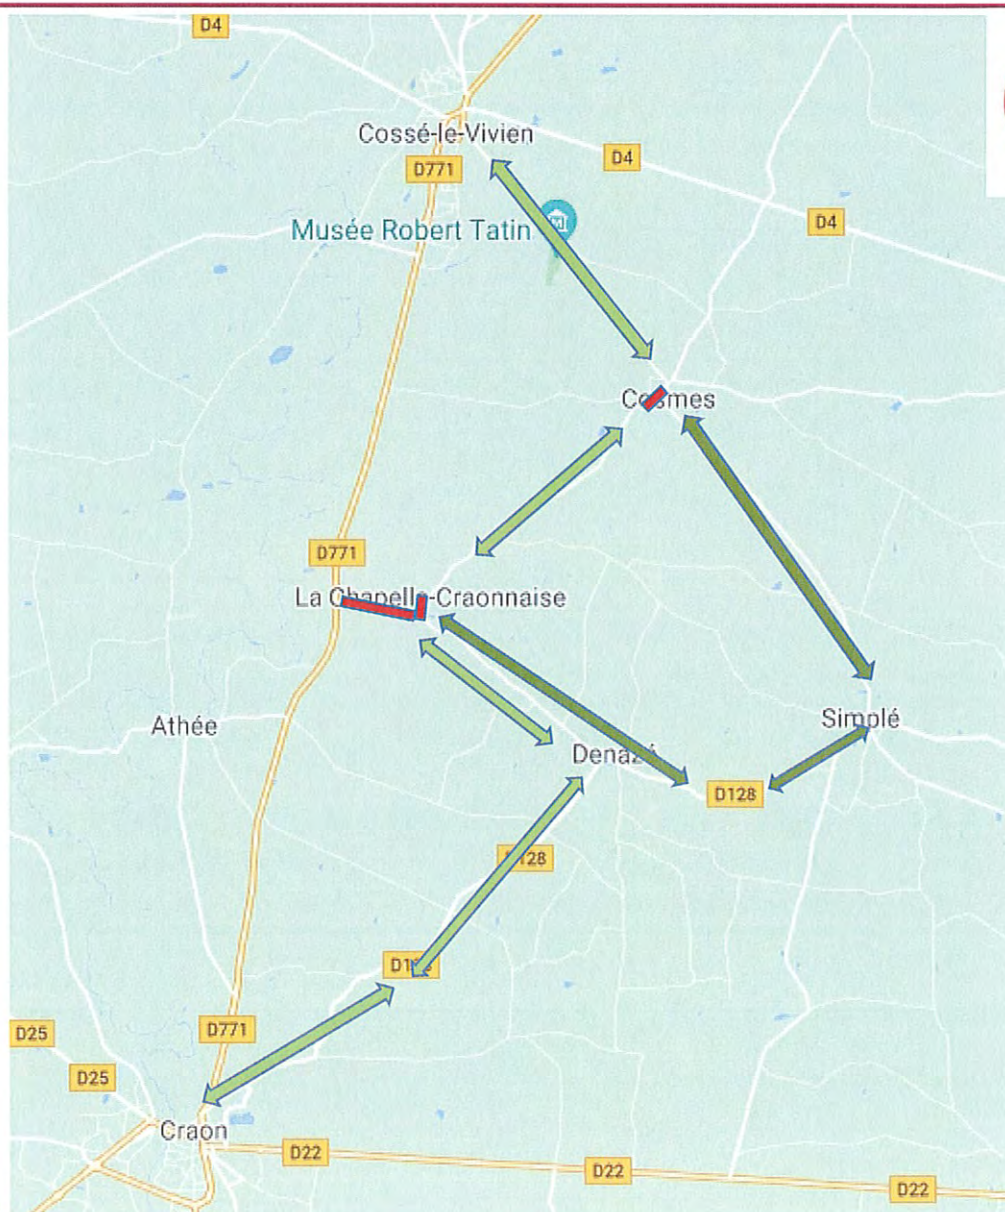 D4
Cossé-le-Vivien
D771
D4
D4
Musée Robert Tatin
Cosmes
D771
La Chapelle-Craonnaise
Athée
Simplé
Denazé
D128
D128
D128
D25
D771
D25
Craon
D22
D22
D22